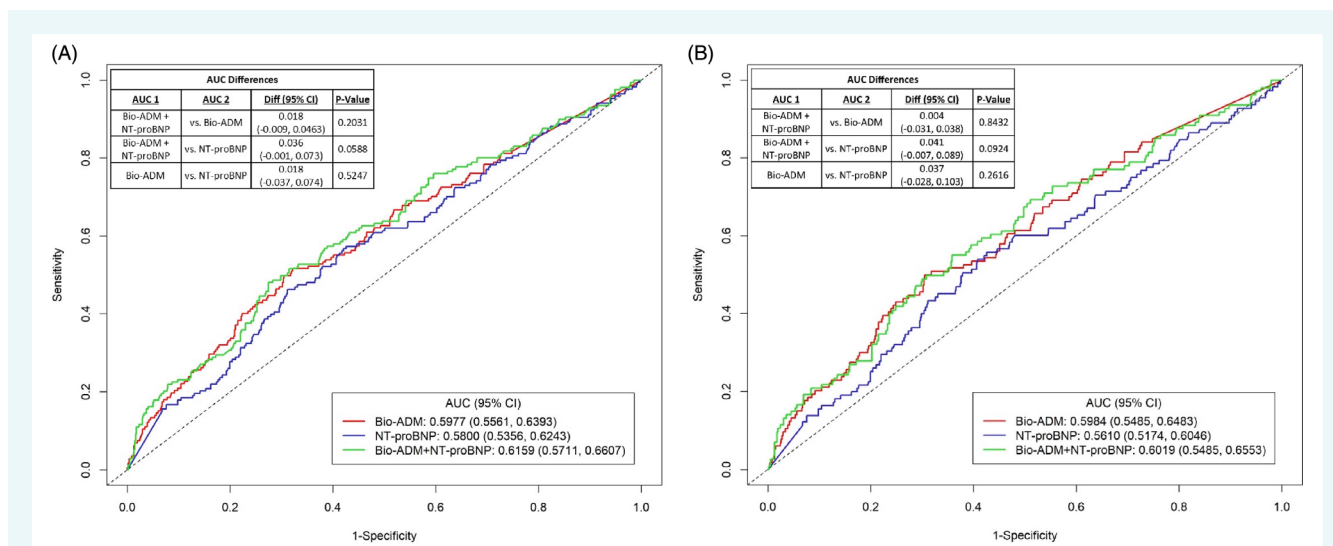 (A)
AUC Differences
AUC 1 AUC 2 Diff (95% CI) P-Value
Bio-ADM + NT-proBNP vs. Bio-ADM 0.018 (-0.009, 0.0463) 0.2031
Bio-ADM + NT-proBNP vs. NT-proBNP 0.036 (-0.001, 0.073) 0.0588
Bio-ADM vs. NT-proBNP 0.018 (-0.037, 0.074) 0.5247
1.0
0.8
0.6
0.4
0.2
0.0
Sensitivity
AUC (95% CI)
Bio-ADM: 0.5977 (0.5561, 0.6393)
NT-proBNP: 0.5800 (0.5356, 0.6243)
Bio-ADM+NT-proBNP: 0.6159 (0.5711, 0.6607)
0.0 0.2 0.4 0.6 0.8 1.0
1-Specificity
(B)
AUC Differences
AUC 1 AUC 2 Diff (95% CI) P-Value
Bio-ADM + NT-proBNP vs. Bio-ADM 0.004 (-0.031, 0.038) 0.8432
Bio-ADM + NT-proBNP vs. NT-proBNP 0.041 (-0.007, 0.089) 0.0924
Bio-ADM vs. NT-proBNP 0.037 (-0.028, 0.103) 0.2616
1.0
0.8
0.6
0.4
0.2
0.0
Sensitivity
AUC (95% CI)
Bio-ADM: 0.5984 (0.5485, 0.6483)
NT-proBNP: 0.5610 (0.5174, 0.6046)
Bio-ADM+NT-proBNP: 0.6019 (0.5485, 0.6553)
0.0 0.2 0.4 0.6 0.8 1.0
1-Specificity